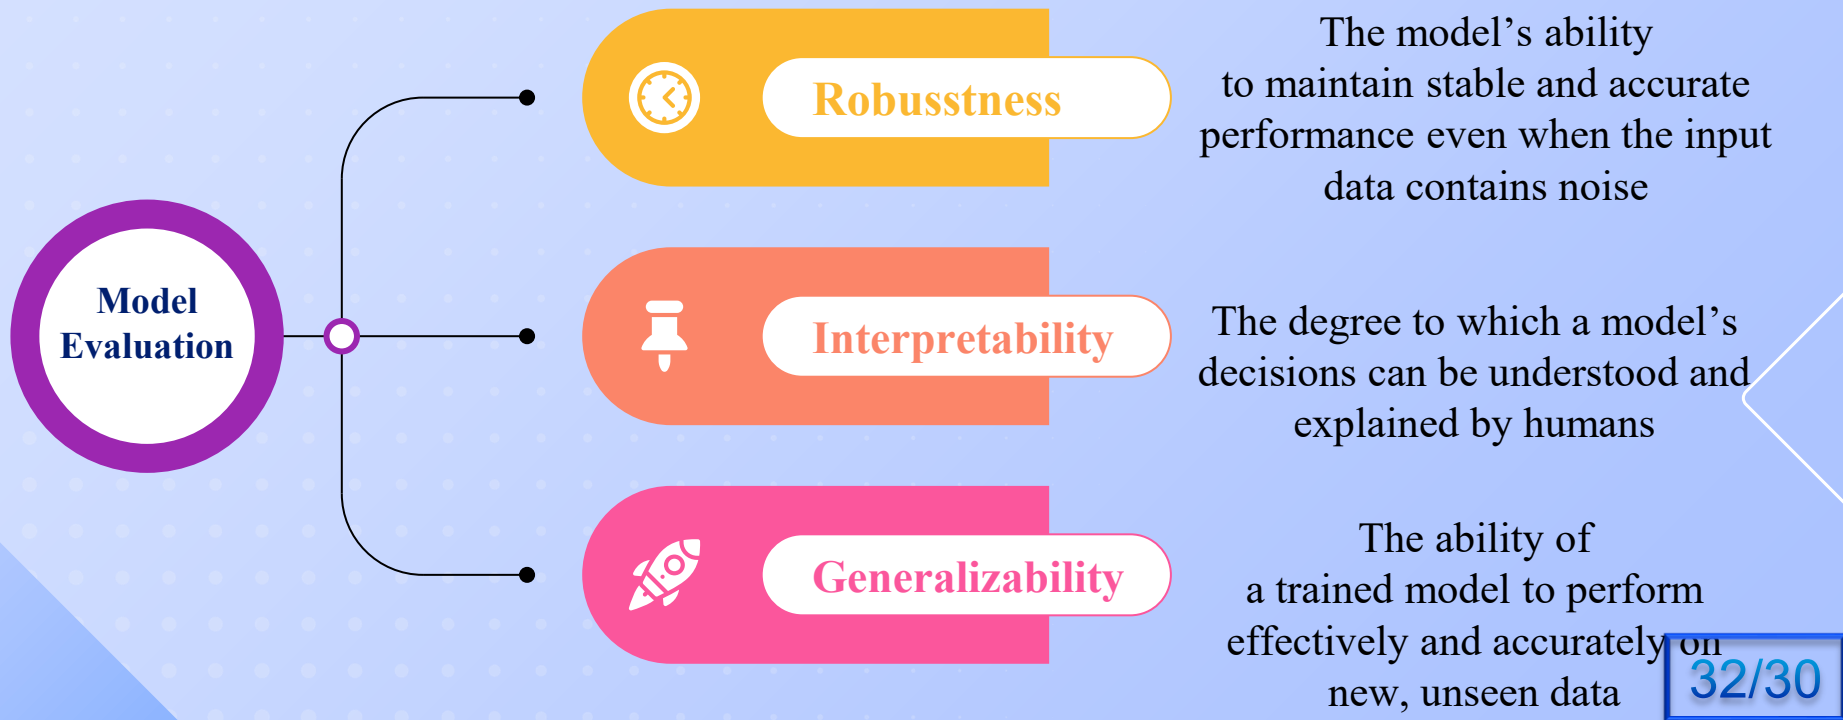 Model
Evaluation
Robusstness
The model’s ability
to maintain stable and accurate
performance even when the input
data contains noise
Interpretability
The degree to which a model’s
decisions can be understood and
explained by humans
Generalizability
The ability of
a trained model to perform
effectively and accurately on
new, unseen data
32/30